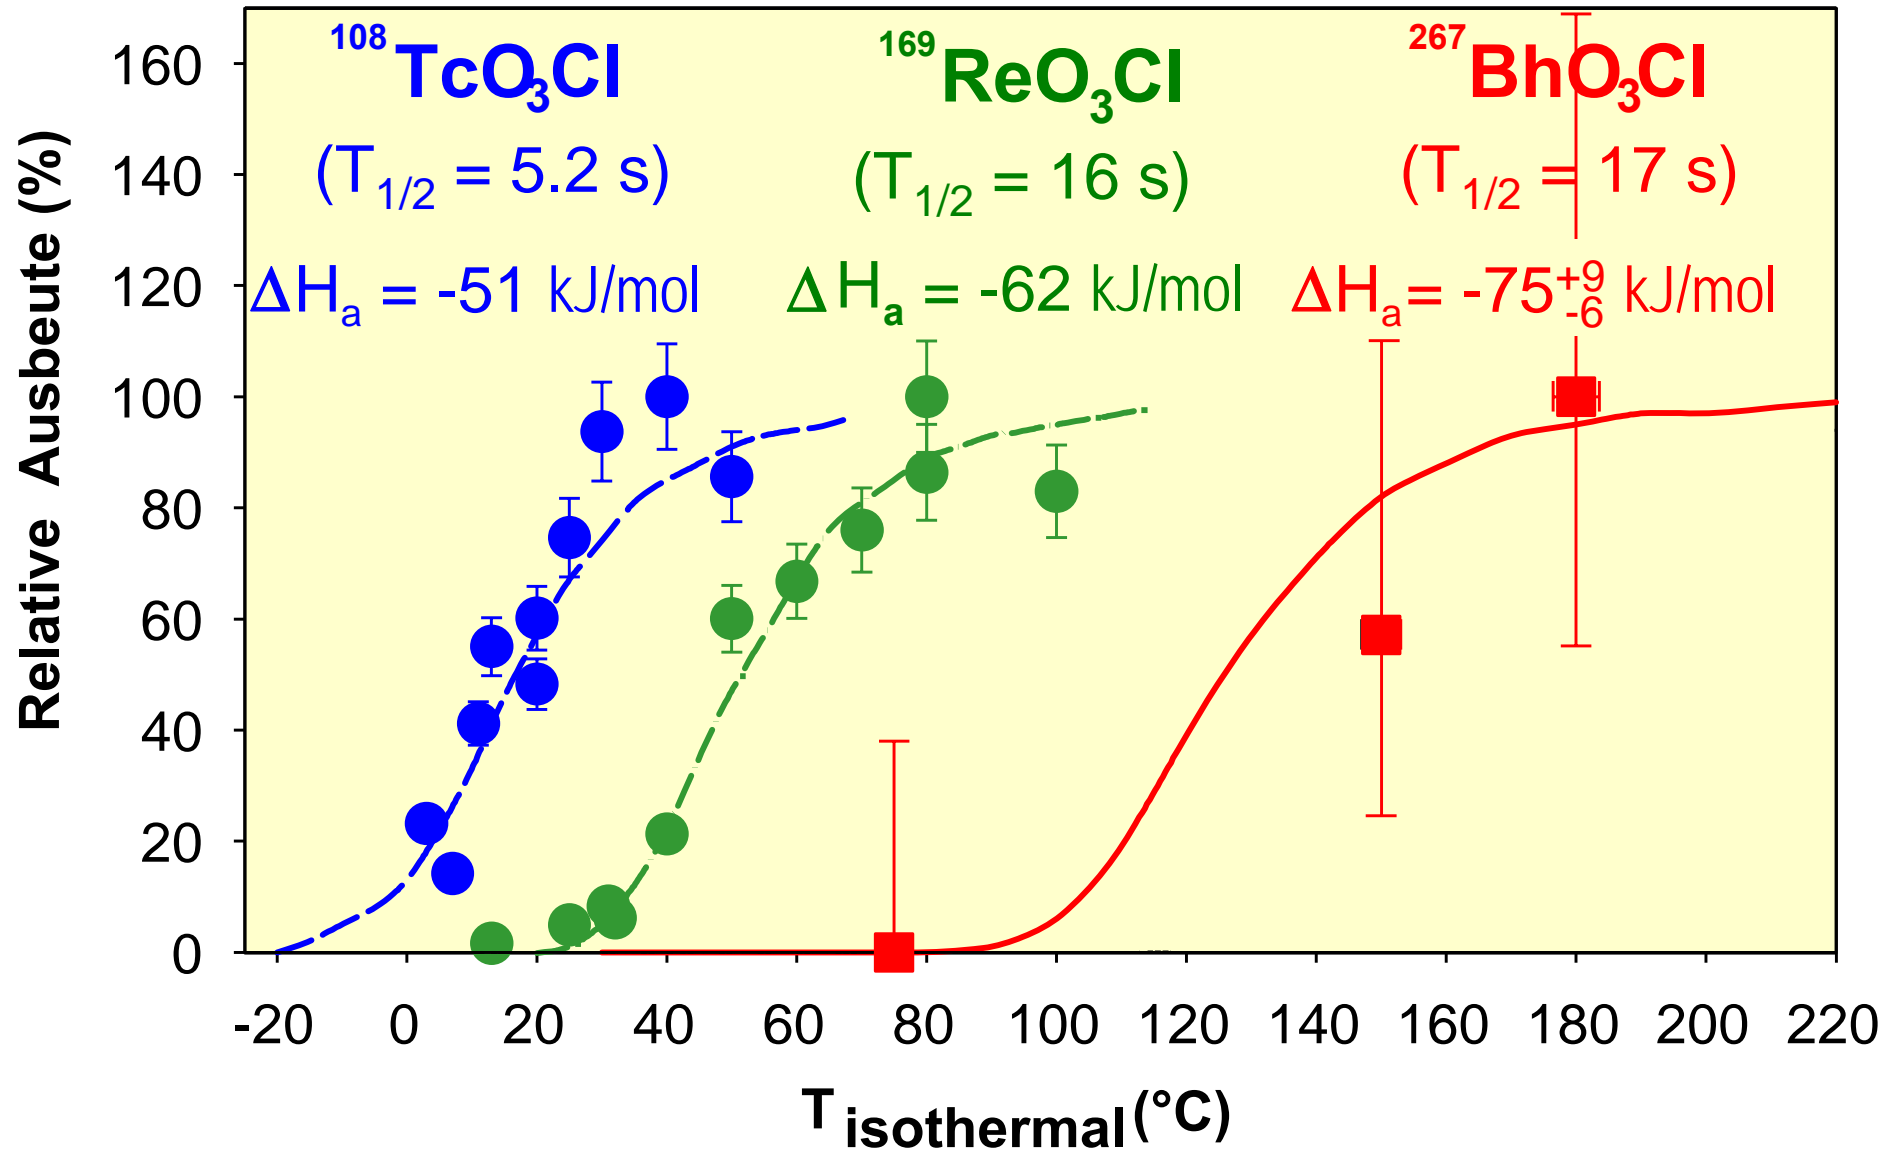 ¹⁰⁸TcO₃Cl
(T₁/₂ = 5.2 s)
ΔHₐ = -51 kJ/mol
¹⁶⁹ReO₃Cl
(T₁/₂ = 16 s)
ΔHₐ = -62 kJ/mol
²⁶⁷BhO₃Cl
(T₁/₂ = 17 s)
ΔHₐ = -75 +9 -6 kJ/mol
Relative Ausbeute (%)
160
140
120
100
80
60
40
20
0
-20 0 20 40 60 80 100 120 140 160 180 200 220
T isothermal (°C)